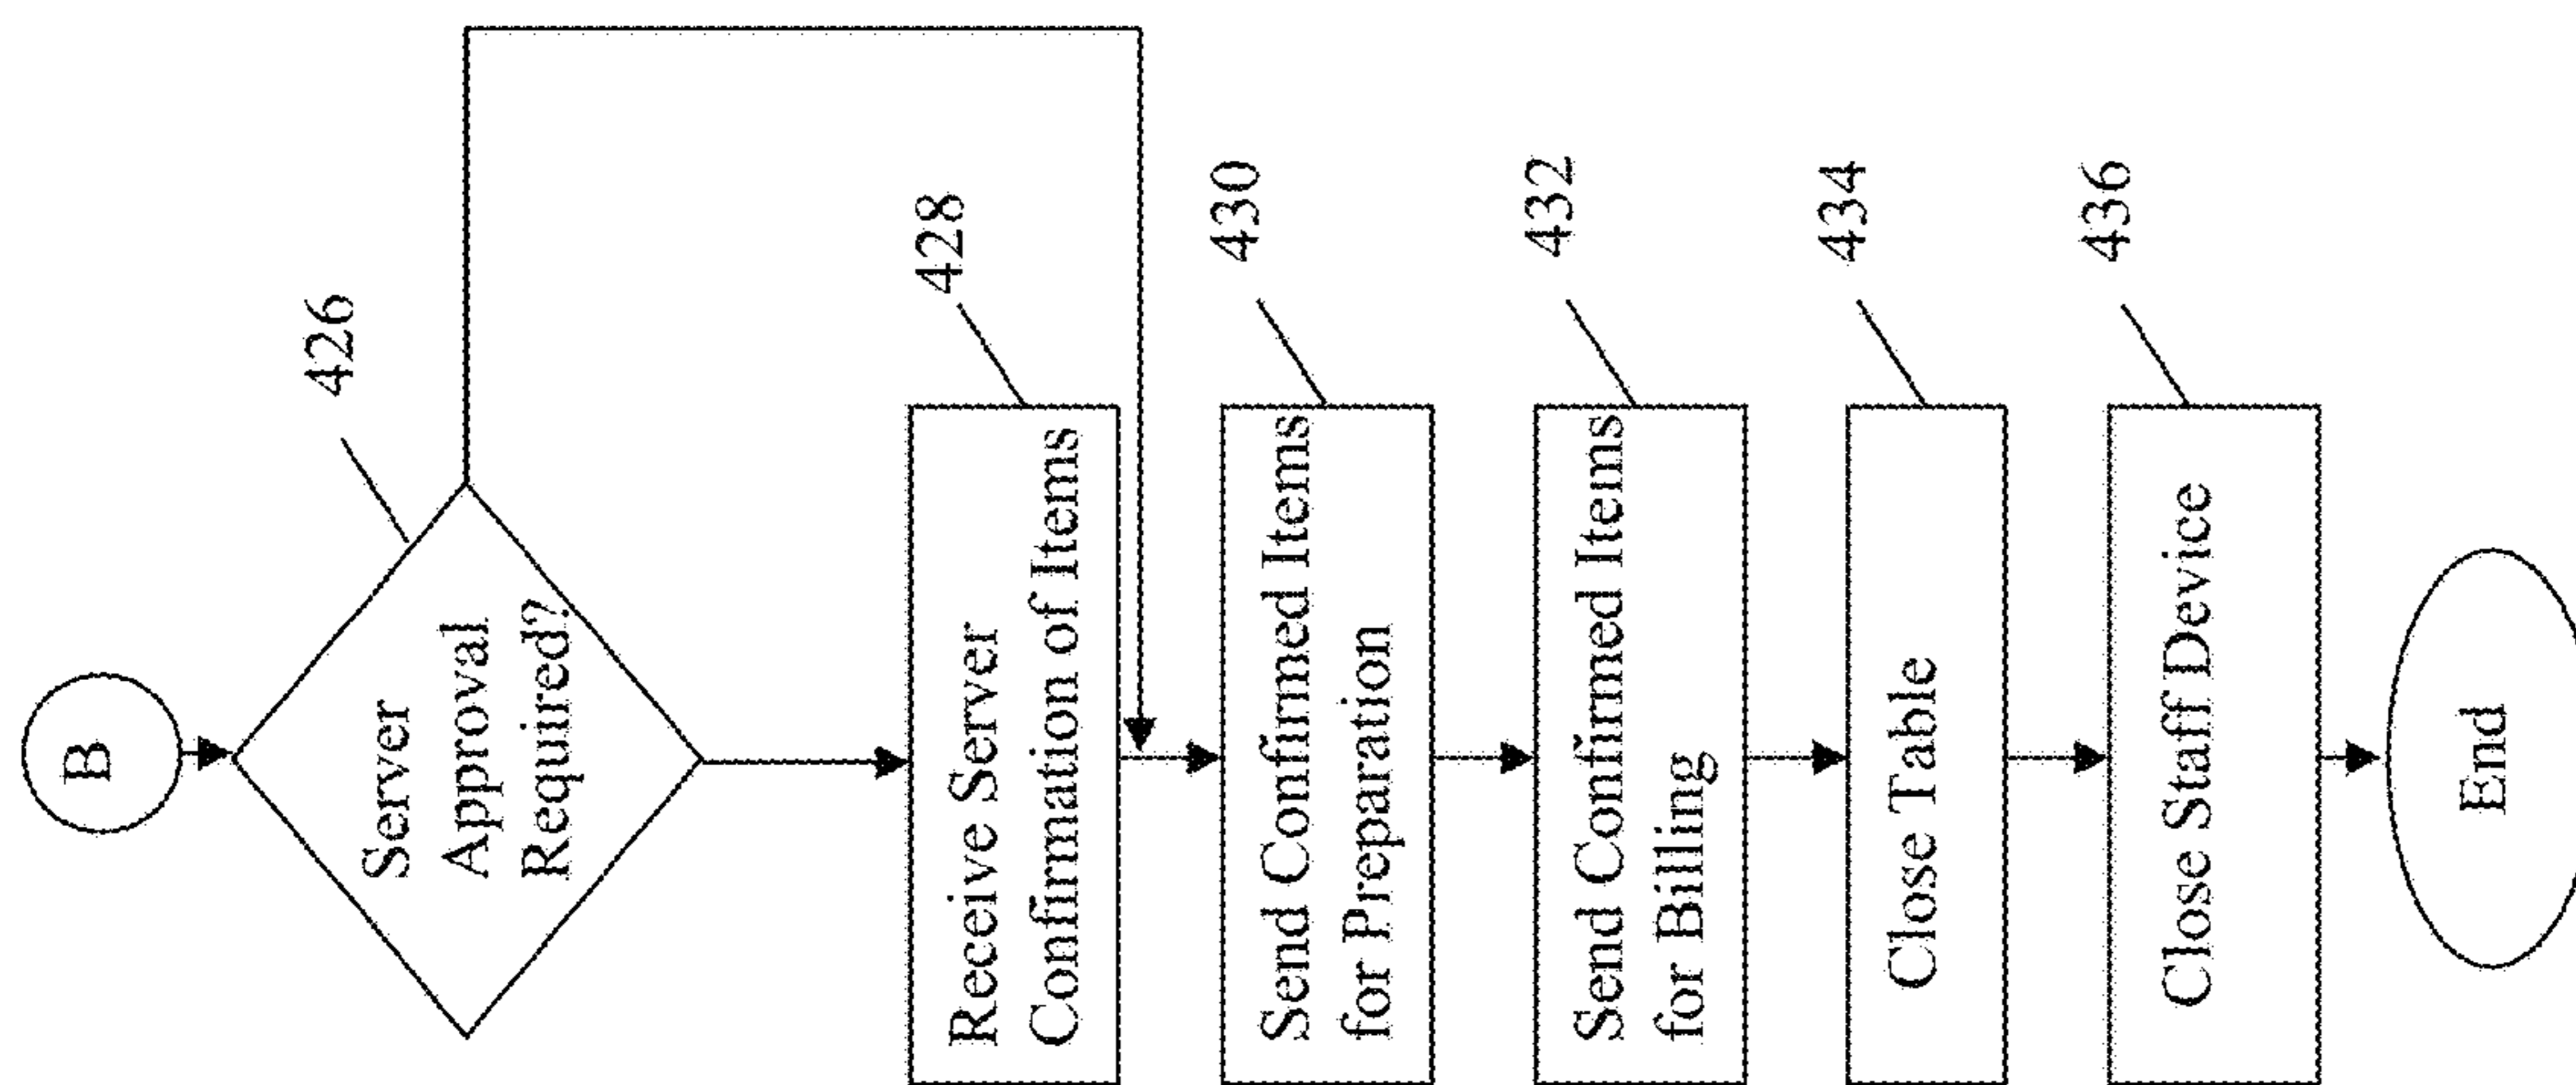 B
426
Server
Approval
Required?
428
Receive Server
Confirmation of Items
430
Send Confirmed Items
for Preparation
432
Send Confirmed Items
for Billing
434
Close Table
436
Close Staff Device
End